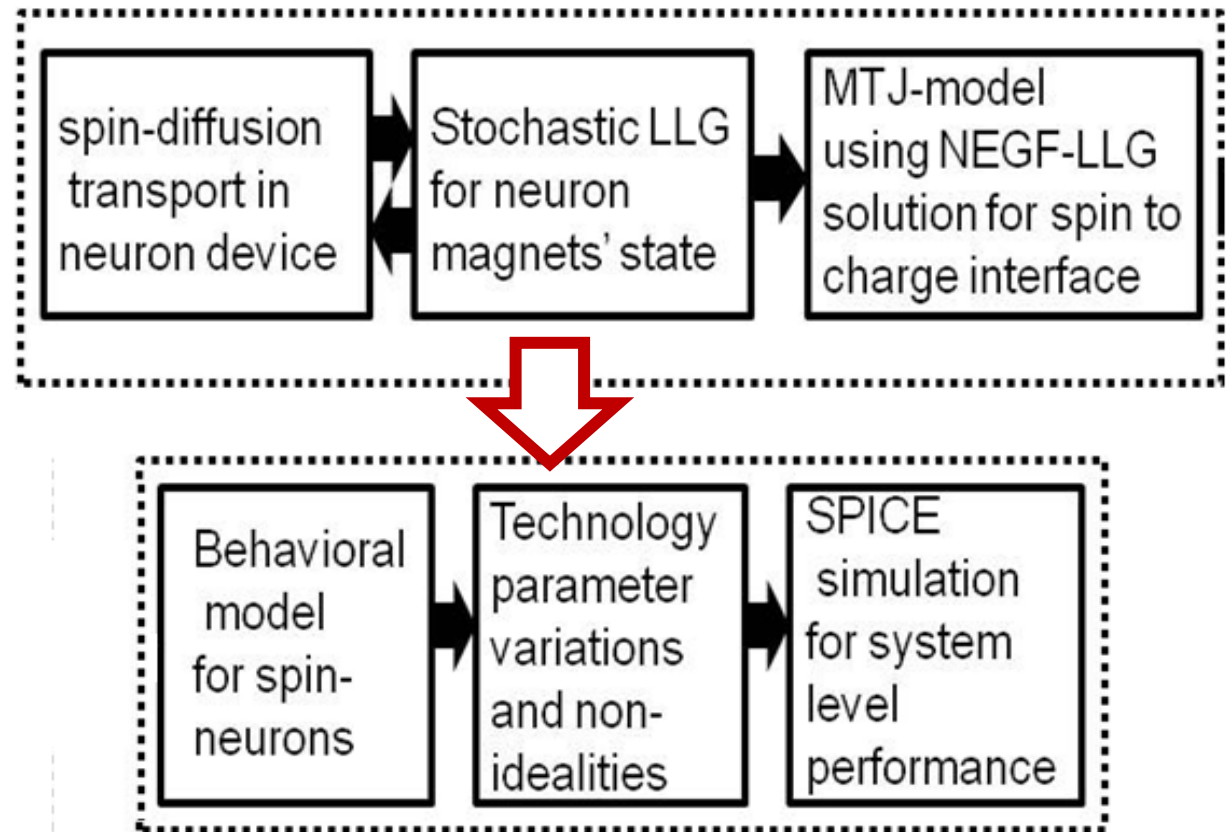 spin-diffusion
transport in
neuron device
Stochastic LLG
for neuron
magnets’ state
MTJ-model
using NEGF-LLG
solution for spin to
charge interface
Behavioral
model
for spin-
neurons
Technology
parameter
variations
and non-
idealities
SPICE
simulation
for system
level
performance